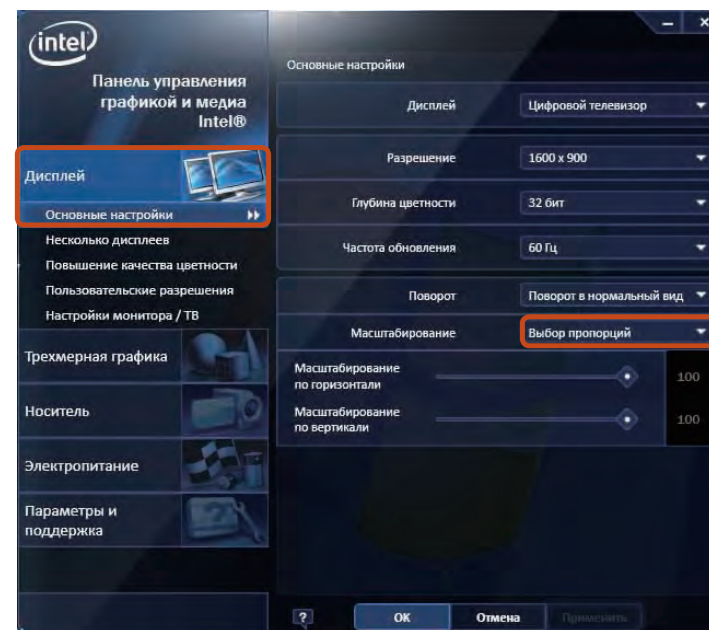 intel
Панель управления
графикой и медиа
Intel®
Дисплей
Основные настройки
Несколько дисплеев
Повышение качества цветности
Пользовательские разрешения
Настройки монитора / ТВ
Трехмерная графика
Носитель
Электропитание
Параметры и
поддержка
Основные настройки
Дисплей
Цифровой телевизор
Разрешение
1600 x 900
Глубина цветности
32 бит
Частота обновления
60 Гц
Поворот
Поворот в нормальный вид
Масштабирование
Выбор пропорций
Масштабирование
по горизонтали
100
Масштабирование
по вертикали
100
?
OK
Отмена
Применить